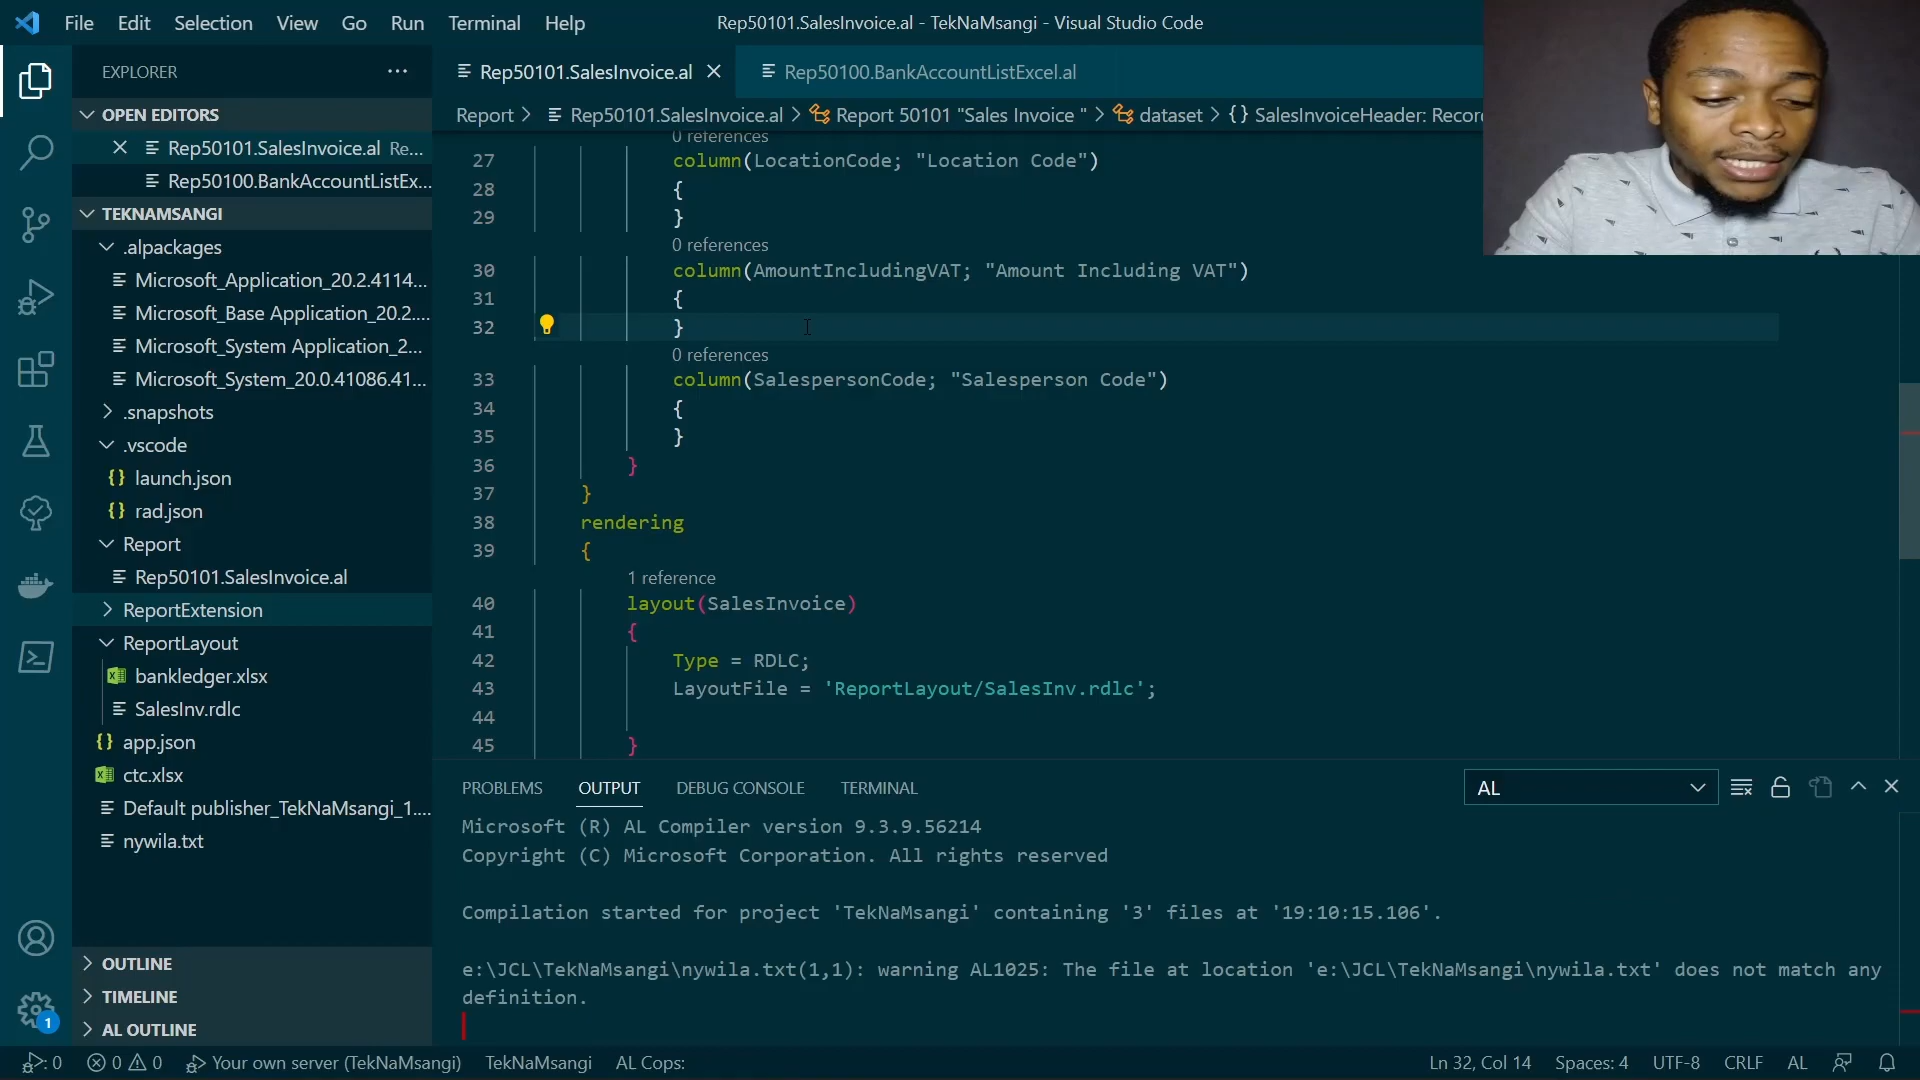 File Edit Selection View Go Run Terminal Help
Rep50101.SalesInvoice.al - TekNaMsangi - Visual Studio Code
EXPLORER
OPEN EDITORS
Rep50101.SalesInvoice.al Re...
Rep50100.BankAccountListEx...
TEKNAMSANGI
.alpackages
Microsoft_Application_20.2.4114...
Microsoft_Base Application_20.2....
Microsoft_System Application_2...
Microsoft_System_20.0.41086.41...
.snapshots
.vscode
{} launch.json
{} rad.json
Report
Rep50101.SalesInvoice.al
ReportExtension
ReportLayout
bankledger.xlsx
SalesInv.rdlc
{} app.json
ctc.xlsx
Default publisher_TekNaMsangi_1....
nywila.txt
OUTLINE
TIMELINE
AL OUTLINE
1
Rep50101.SalesInvoice.al
Rep50100.BankAccountListExcel.al
Report > Rep50101.SalesInvoice.al > Report 50101 "Sales Invoice " > dataset > {} SalesInvoiceHeader: Recor
0 references
27 column(LocationCode; "Location Code")
28 {
29 }
0 references
30 column(AmountIncludingVAT; "Amount Including VAT")
31 {
32 }
0 references
33 column(SalespersonCode; "Salesperson Code")
34 {
35 }
36 }
37 }
38 rendering
39 {
1 reference
40 layout(SalesInvoice)
41 {
42 Type = RDLC;
43 LayoutFile = 'ReportLayout/SalesInv.rdlc';
44
45 }
PROBLEMS OUTPUT DEBUG CONSOLE TERMINAL
AL
Microsoft (R) AL Compiler version 9.3.9.56214
Copyright (C) Microsoft Corporation. All rights reserved
Compilation started for project 'TekNaMsangi' containing '3' files at '19:10:15.106'.
e:\JCL\TekNaMsangi\nywila.txt(1,1): warning AL1025: The file at location 'e:\JCL\TekNaMsangi\nywila.txt' does not match any
definition.
: 0 0 0 Your own server (TekNaMsangi) TekNaMsangi AL Cops: Ln 32, Col 14 Spaces: 4 UTF-8 CRLF AL